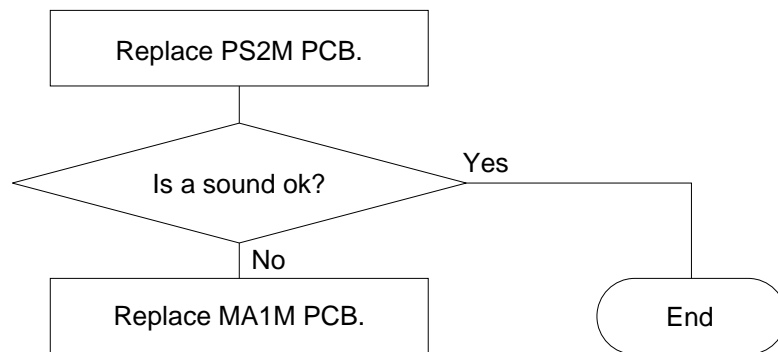 Replace PS2M PCB.
Is a sound ok?
Yes
No
Replace MA1M PCB.
End